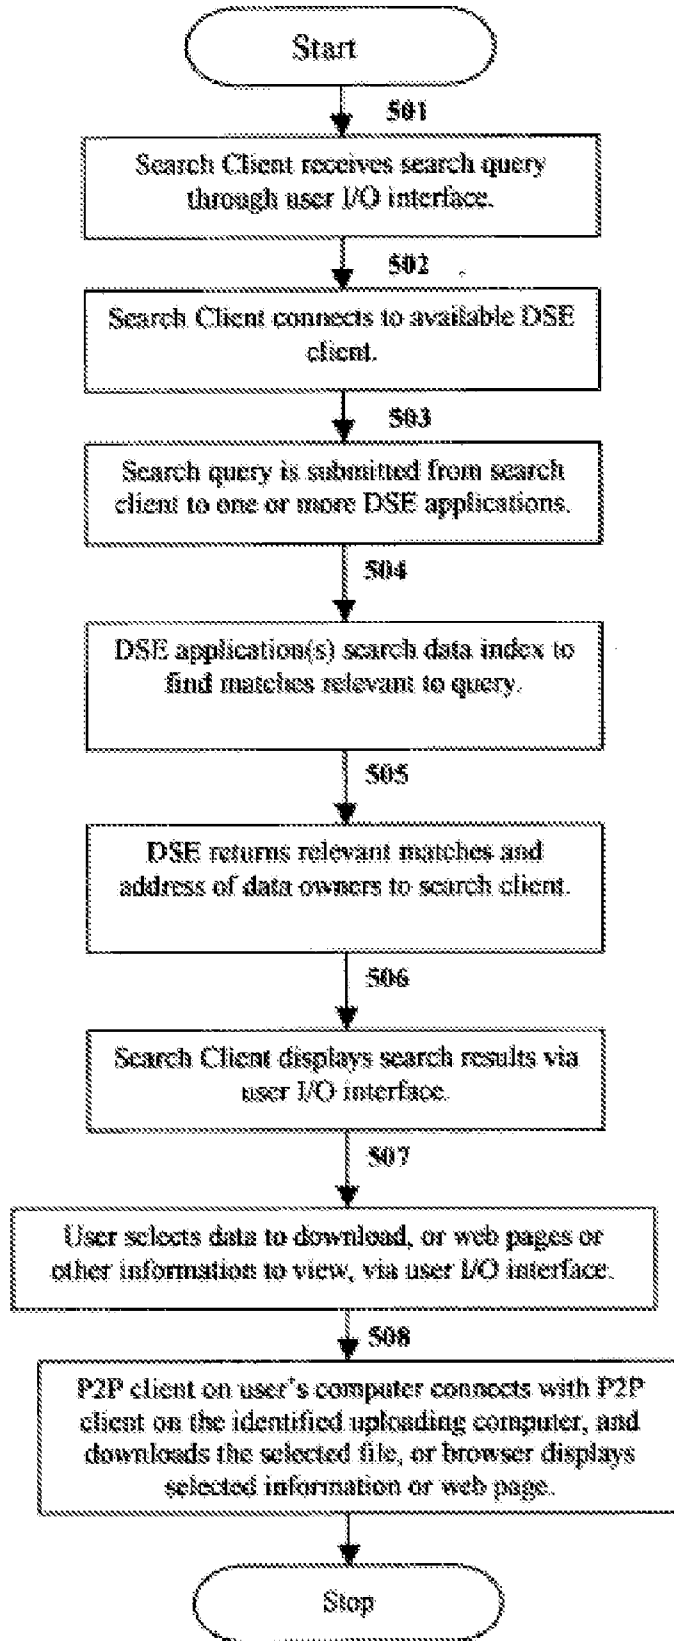 Start
501
Search Client receives search query
through user I/O interface.
502
Search Client connects to available DSE
client.
503
Search query is submitted from search
client to one or more DSE applications.
504
DSE application(s) search data index to
find matches relevant to query.
505
DSE returns relevant matches and
address of data owners to search client.
506
Search Client displays search results via
user I/O interface.
507
User selects data to download, or web pages or
other information to view, via user I/O interface.
508
P2P client on user's computer connects with P2P
client on the identified uploading computer, and
downloads the selected file, or browser displays
selected information or web page.
Stop